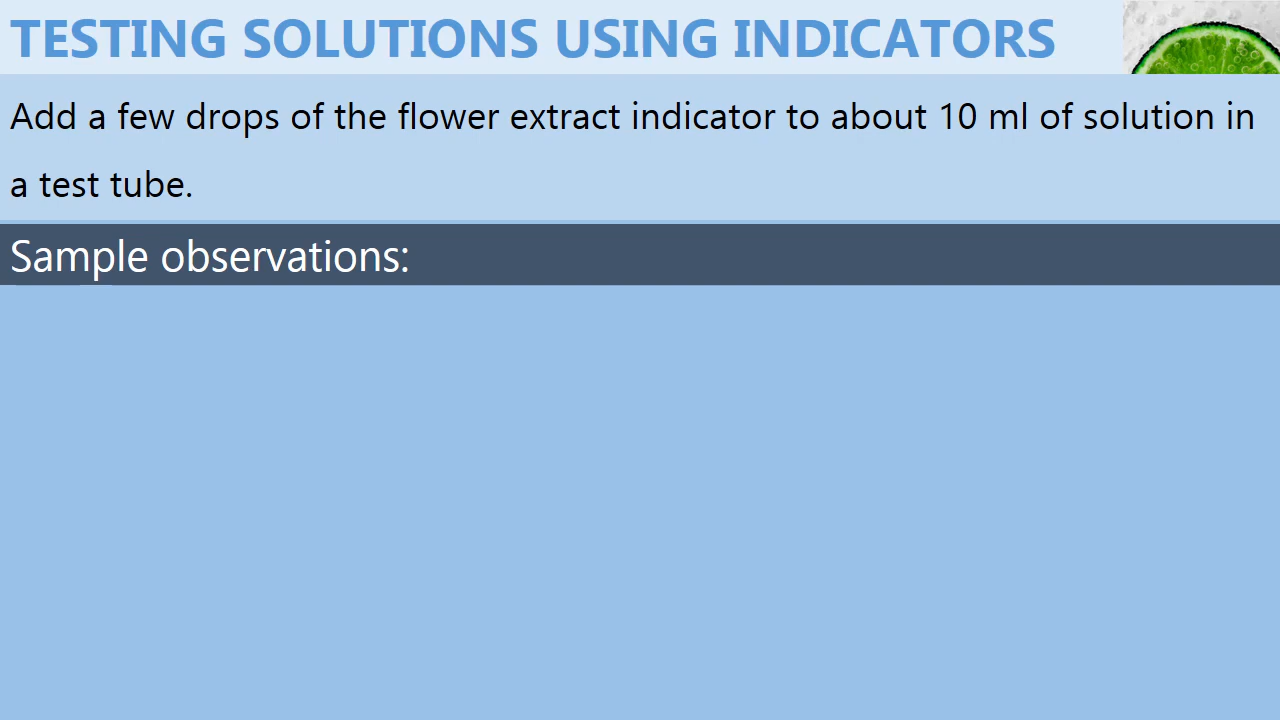 TESTING SOLUTIONS USING INDICATORS
Add a few drops of the flower extract indicator to about 10 ml of solution in
a test tube.
Sample observations: